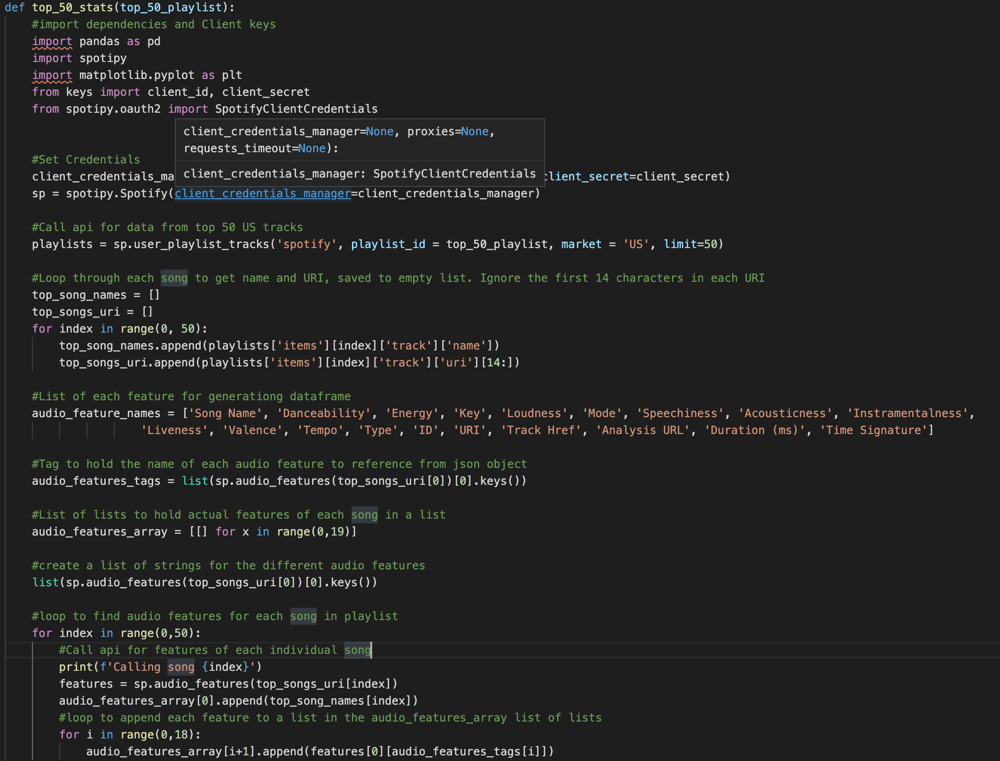 def top_50_stats(top_50_playlist):
    #import dependencies and Client keys
    import pandas as pd
    import spotipy
    import matplotlib.pyplot as plt
    from keys import client_id, client_secret
    from spotipy.oauth2 import SpotifyClientCredentials
client_credentials_manager=None, proxies=None,
requests_timeout=None):
client_credentials_manager: SpotifyClientCredentials
    #Set Credentials
    client_credentials_ma client_secret=client_secret)
    sp = spotipy.Spotify(client_credentials_manager=client_credentials_manager)
    #Call api for data from top 50 US tracks
    playlists = sp.user_playlist_tracks('spotify', playlist_id = top_50_playlist, market = 'US', limit=50)
    #Loop through each song to get name and URI, saved to empty list. Ignore the first 14 characters in each URI
    top_song_names = []
    top_songs_uri = []
    for index in range(0, 50):
        top_song_names.append(playlists['items'][index]['track']['name'])
        top_songs_uri.append(playlists['items'][index]['track']['uri'][14:])
    #List of each feature for generationg dataframe
    audio_feature_names = ['Song Name', 'Danceability', 'Energy', 'Key', 'Loudness', 'Mode', 'Speechiness', 'Acousticness', 'Instramentalness',
                    'Liveness', 'Valence', 'Tempo', 'Type', 'ID', 'URI', 'Track Href', 'Analysis URL', 'Duration (ms)', 'Time Signature']
    #Tag to hold the name of each audio feature to reference from json object
    audio_features_tags = list(sp.audio_features(top_songs_uri[0])[0].keys())
    #List of lists to hold actual features of each song in a list
    audio_features_array = [[] for x in range(0,19)]
    #create a list of strings for the different audio features
    list(sp.audio_features(top_songs_uri[0])[0].keys())
    #loop to find audio features for each song in playlist
    for index in range(0,50):
        #Call api for features of each individual song
        print(f'Calling song {index}')
        features = sp.audio_features(top_songs_uri[index])
        audio_features_array[0].append(top_song_names[index])
        #loop to append each feature to a list in the audio_features_array list of lists
        for i in range(0,18):
            audio_features_array[i+1].append(features[0][audio_features_tags[i]])